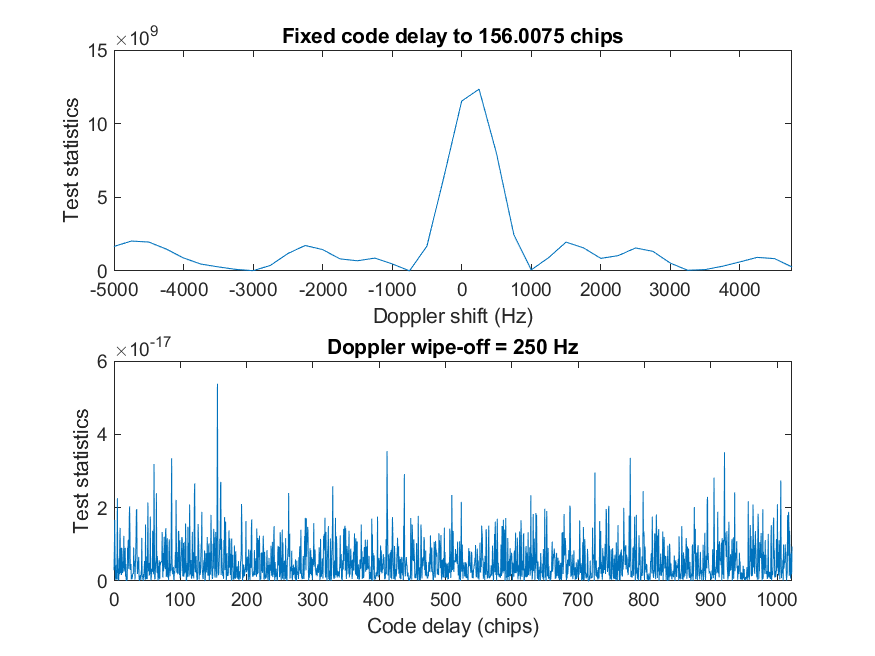 ×10^9
Fixed code delay to 156.0075 chips
Test statistics
15
10
5
0
-5000 -4000 -3000 -2000 -1000 0 1000 2000 3000 4000
Doppler shift (Hz)
×10^-17
Doppler wipe-off = 250 Hz
Test statistics
6
4
2
0
0 100 200 300 400 500 600 700 800 900 1000
Code delay (chips)